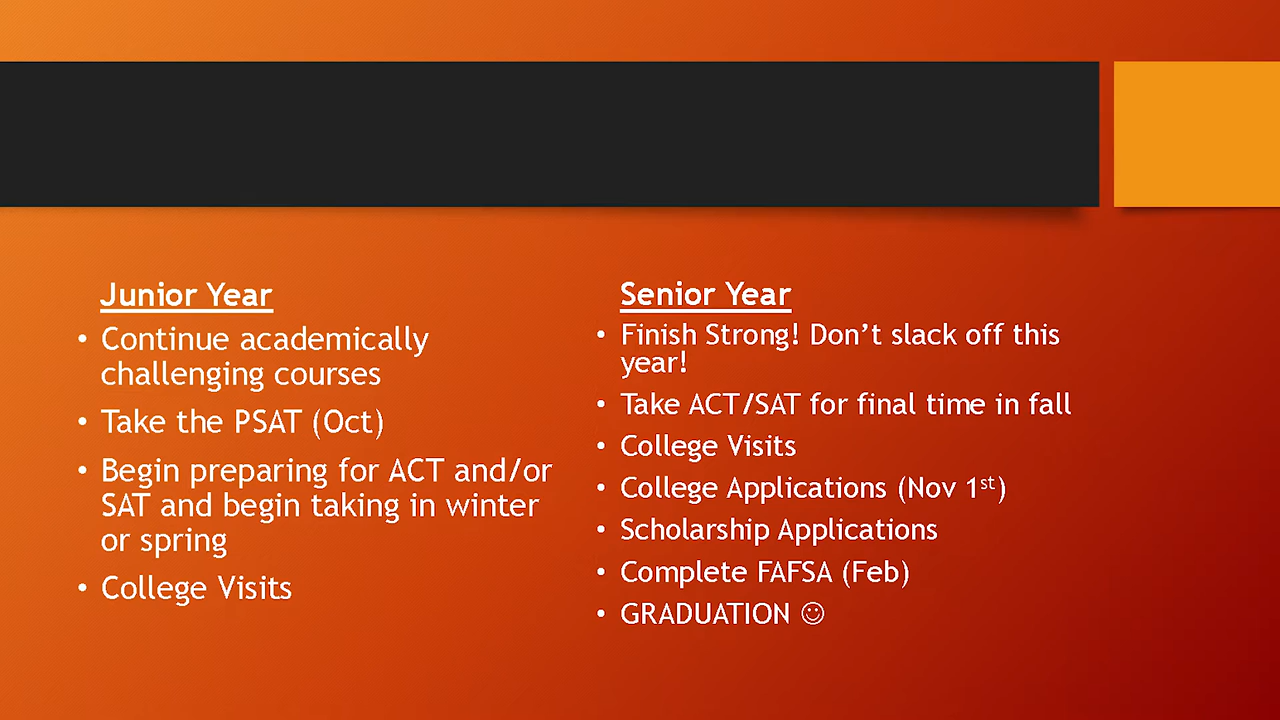 Junior Year
• Continue academically
challenging courses
• Take the PSAT (Oct)
• Begin preparing for ACT and/or
SAT and begin taking in winter
or spring
• College Visits
Senior Year
• Finish Strong! Don’t slack off this
year!
• Take ACT/SAT for final time in fall
• College Visits
• College Applications (Nov 1st)
• Scholarship Applications
• Complete FAFSA (Feb)
• GRADUATION ☺